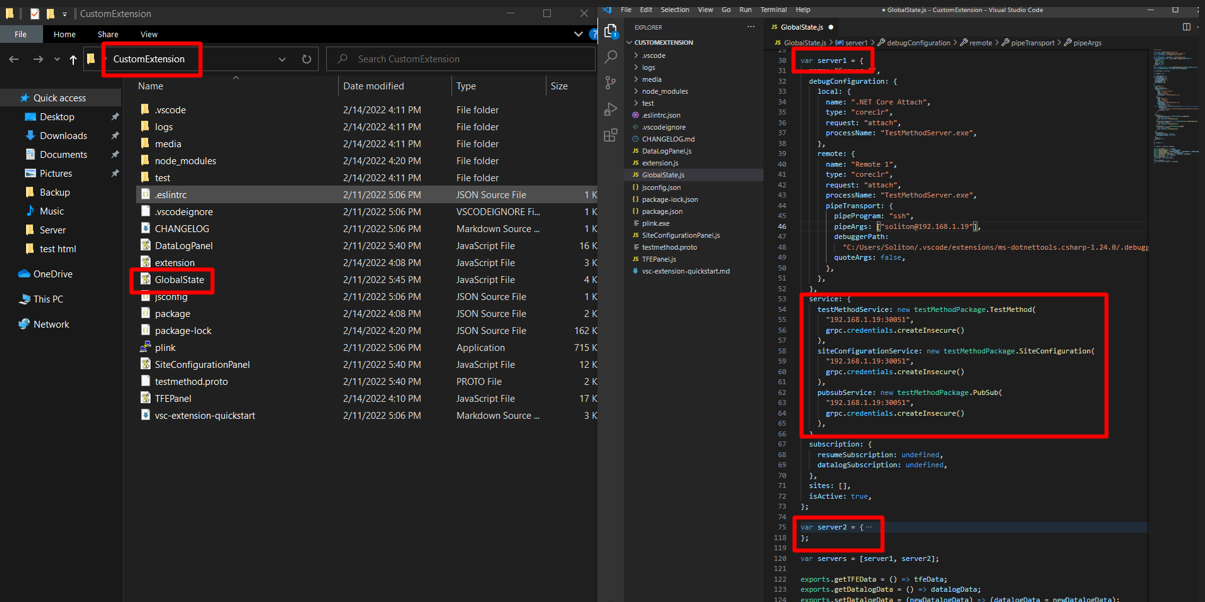 CustomExtension
File Home Share View
CustomExtension
Search CustomExtension
Name Date modified Type Size
Quick access
Desktop
Downloads
Documents
Pictures
Backup
Music
Server
test html
OneDrive
This PC
Network
.vscode 2/14/2022 4:11 PM File folder
logs 2/14/2022 4:11 PM File folder
media 2/14/2022 4:11 PM File folder
node_modules 2/14/2022 4:20 PM File folder
test 2/14/2022 4:11 PM File folder
.eslintrc 2/11/2022 5:06 PM JSON Source File 1 K
.vscodeignore 2/11/2022 5:06 PM VSCODEIGNORE Fi... 1 K
CHANGELOG 2/11/2022 5:06 PM Markdown Source ... 1 K
DataLogPanel 2/11/2022 5:40 PM JavaScript File 16 K
extension 2/14/2022 4:08 PM JavaScript File 9 K
GlobalState 2/11/2022 5:45 PM JavaScript File 4 K
jsconfig 2/11/2022 5:06 PM JSON Source File 1 K
package 2/14/2022 4:08 PM JSON Source File 3 K
package-lock 2/14/2022 4:20 PM JSON Source File 162 K
plink 2/11/2022 5:06 PM Application 715 K
SiteConfigurationPanel 2/11/2022 5:40 PM JavaScript File 12 K
testmethod.proto 2/11/2022 5:40 PM PROTO File 2 K
TFEPanel 2/14/2022 4:10 PM JavaScript File 17 K
vsc-extension-quickstart 2/11/2022 5:06 PM Markdown Source ... 3 K
File Edit Selection View Go Run Terminal Help ● GlobalState.js - CustomExtension - Visual Studio Code
EXPLORER ...
CUSTOMEXTENSION
.vscode
logs
media
node_modules
test
.eslintrc.json
.vscodeignore
CHANGELOG.md
DataLogPanel.js
extension.js
GlobalState.js
jsconfig.json
package-lock.json
package.json
plink.exe
SiteConfigurationPanel.js
testmethod.proto
TFEPanel.js
vsc-extension-quickstart.md
JS GlobalState.js ●
JS GlobalState.js > server1 > debugConfiguration > remote > pipeTransport > pipeArgs
30 var server1 = {
31
32 debugConfiguration: {
33 local: {
34 name: ".NET Core Attach",
35 type: "coreclr",
36 request: "attach",
37 processName: "TestMethodServer.exe",
38 },
39 remote: {
40 name: "Remote 1",
41 type: "coreclr",
42 request: "attach",
43 processName: "TestMethodServer.exe",
44 pipeTransport: {
45 pipeProgram: "ssh",
46 pipeArgs: ["soliton@192.168.1.19"],
47 debuggerPath:
48 "C:/Users/Soliton/.vscode/extensions/ms-dotnettools.csharp-1.24.0/.debugg
49 quoteArgs: false,
50 },
51 },
52 },
53 service: {
54 testMethodService: new testMethodPackage.TestMethod(
55 "192.168.1.19:30051",
56 grpc.credentials.createInsecure()
57 ),
58 siteConfigurationService: new testMethodPackage.SiteConfiguration(
59 "192.168.1.19:30051",
60 grpc.credentials.createInsecure()
61 ),
62 pubsubService: new testMethodPackage.PubSub(
63 "192.168.1.19:30051",
64 grpc.credentials.createInsecure()
65 ),
66
67 subscription: {
68 resumeSubscription: undefined,
69 datalogSubscription: undefined,
70 },
71 sites: [],
72 isActive: true,
73 };
74
75 var server2 = { ...
118 };
119
120 var servers = [server1, server2];
121
122 exports.getTFEData = () => tfeData;
123 exports.getDatalogData = () => datalogData;
124 exports.setDatalogData = (newDatalogData) => (datalogData = newDatalogData);